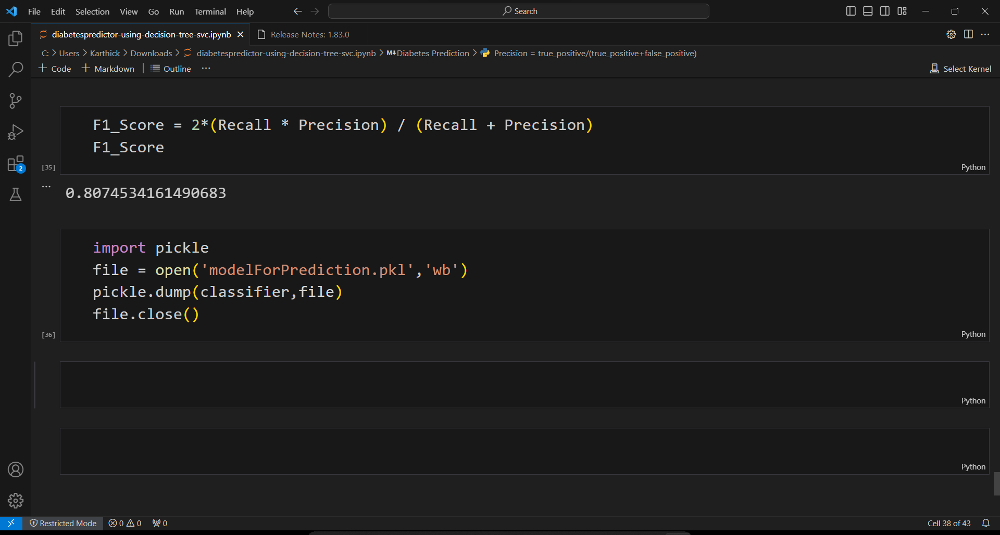 File Edit Selection View Go Run Terminal Help
Search
diabetespredictor-using-decision-tree-svc.ipynb
Release Notes: 1.83.0
C: > Users > Karthick > Downloads > diabetespredictor-using-decision-tree-svc.ipynb > M↓Diabetes Prediction > Precision = true_positive/(true_positive+false_positive)
+ Code + Markdown | Outline ···
Select Kernel
F1_Score = 2*(Recall * Precision) / (Recall + Precision)
F1_Score
[35]
Python
···
0.8074534161490683
import pickle
file = open('modelForPrediction.pkl','wb')
pickle.dump(classifier,file)
file.close()
[36]
Python
Python
Python
2
Restricted Mode 0 0 0
Cell 38 of 43